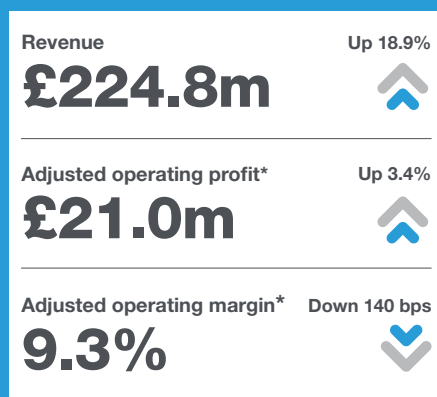 Revenue Up 18.9%
£224.8m
Adjusted operating profit* Up 3.4%
£21.0m
Adjusted operating margin* Down 140 bps
9.3%